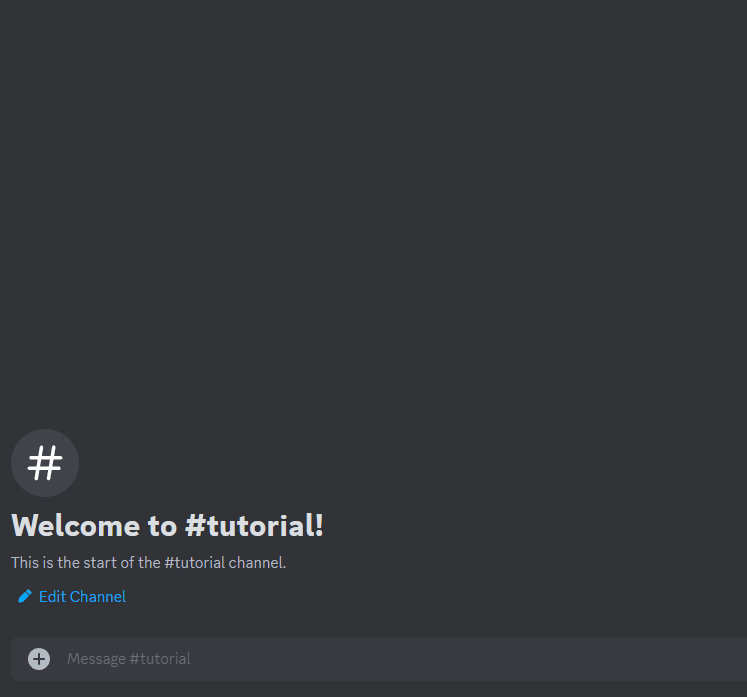 #
Welcome to #tutorial!
This is the start of the #tutorial channel.
Edit Channel
Message #tutorial